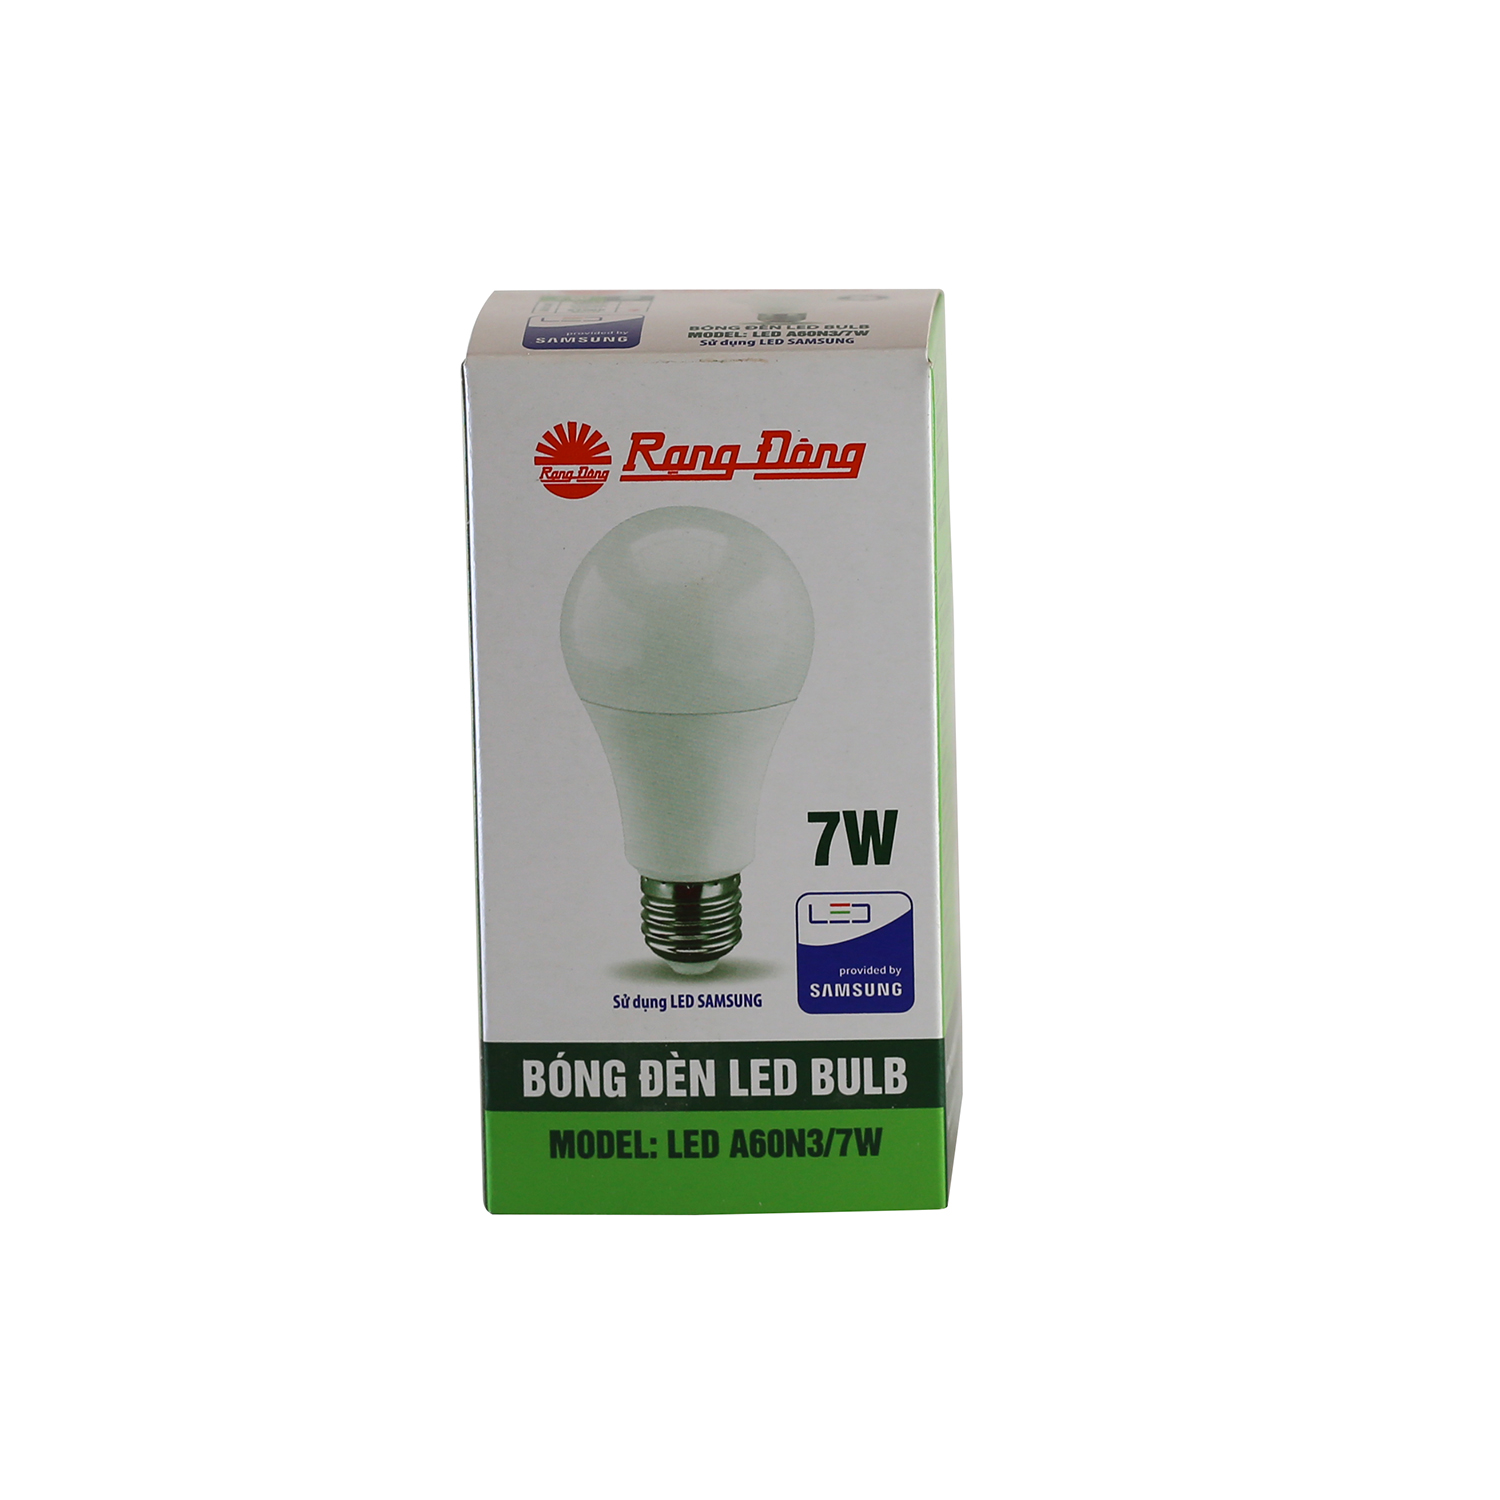 provided by
SAMSUNG
BÓNG ĐÈN LED BULB
MODEL: LED A60N3/7W
Sử dụng LED SAMSUNG
Rạng Đông
Rạng Đông
7W
LED
provided by
SAMSUNG
Sử dụng LED SAMSUNG
BÓNG ĐÈN LED BULB
MODEL: LED A60N3/7W